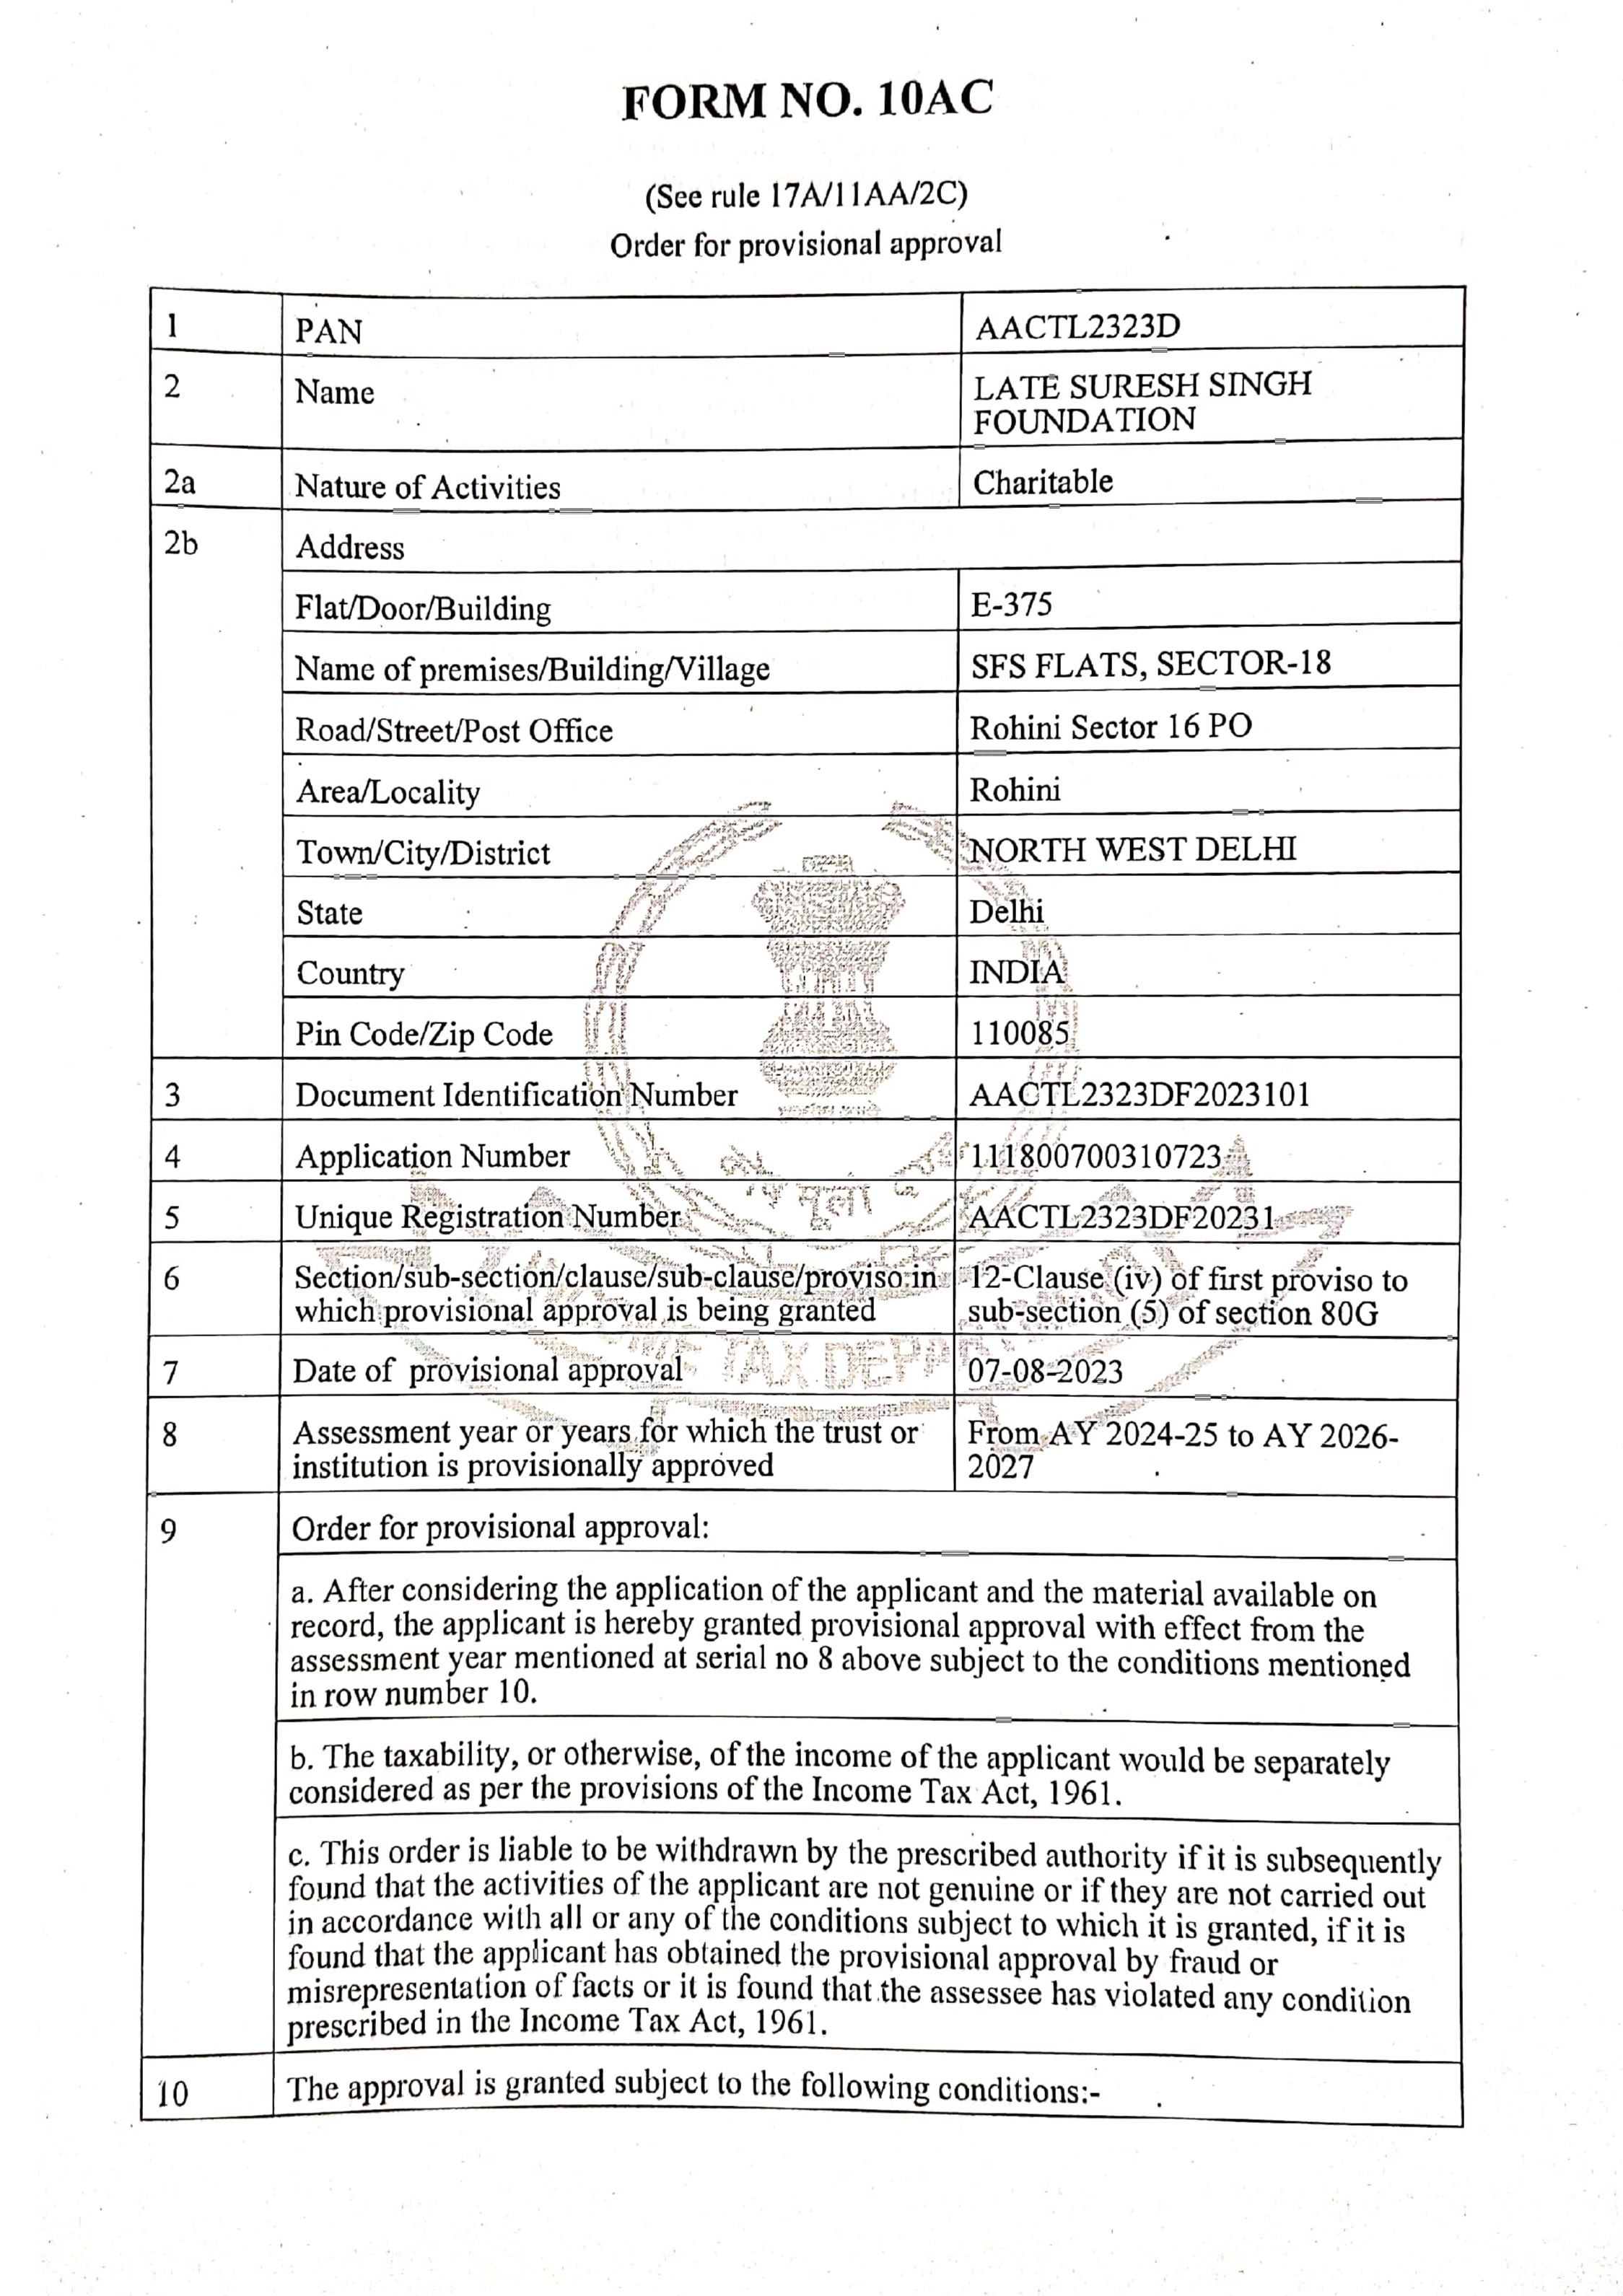 FORM NO. 10AC
(See rule 17A/11AA/2C)
Order for provisional approval
1 PAN AACTL2323D
2 Name LATE SURESH SINGH
FOUNDATION
2a Nature of Activities Charitable
2b Address
Flat/Door/Building E-375
Name of premises/Building/Village SFS FLATS, SECTOR-18
Road/Street/Post Office Rohini Sector 16 PO
Area/Locality Rohini
Town/City/District NORTH WEST DELHI
State Delhi
Country INDIA
Pin Code/Zip Code 110085
3 Document Identification Number AACTL2323DF2023101
4 Application Number 111800700310723
मूलो
5 Unique Registration Number AACTL2323DF20231
6 Section/sub-section/clause/sub-clause/proviso in 12-Clause (iv) of first proviso to
which provisional approval is being granted sub-section (5) of section 80G
TAX DEPA
7 Date of provisional approval 07-08-2023
8 Assessment year or years for which the trust or From AY 2024-25 to AY 2026-
institution is provisionally approved 2027
9 Order for provisional approval:
a. After considering the application of the applicant and the material available on
record, the applicant is hereby granted provisional approval with effect from the
assessment year mentioned at serial no 8 above subject to the conditions mentioned
in row number 10.
b. The taxability, or otherwise, of the income of the applicant would be separately
considered as per the provisions of the Income Tax Act, 1961.
c. This order is liable to be withdrawn by the prescribed authority if it is subsequently
found that the activities of the applicant are not genuine or if they are not carried out
in accordance with all or any of the conditions subject to which it is granted, if it is
found that the applicant has obtained the provisional approval by fraud or
misrepresentation of facts or it is found that the assessee has violated any condition
prescribed in the Income Tax Act, 1961.
10 The approval is granted subject to the following conditions:-